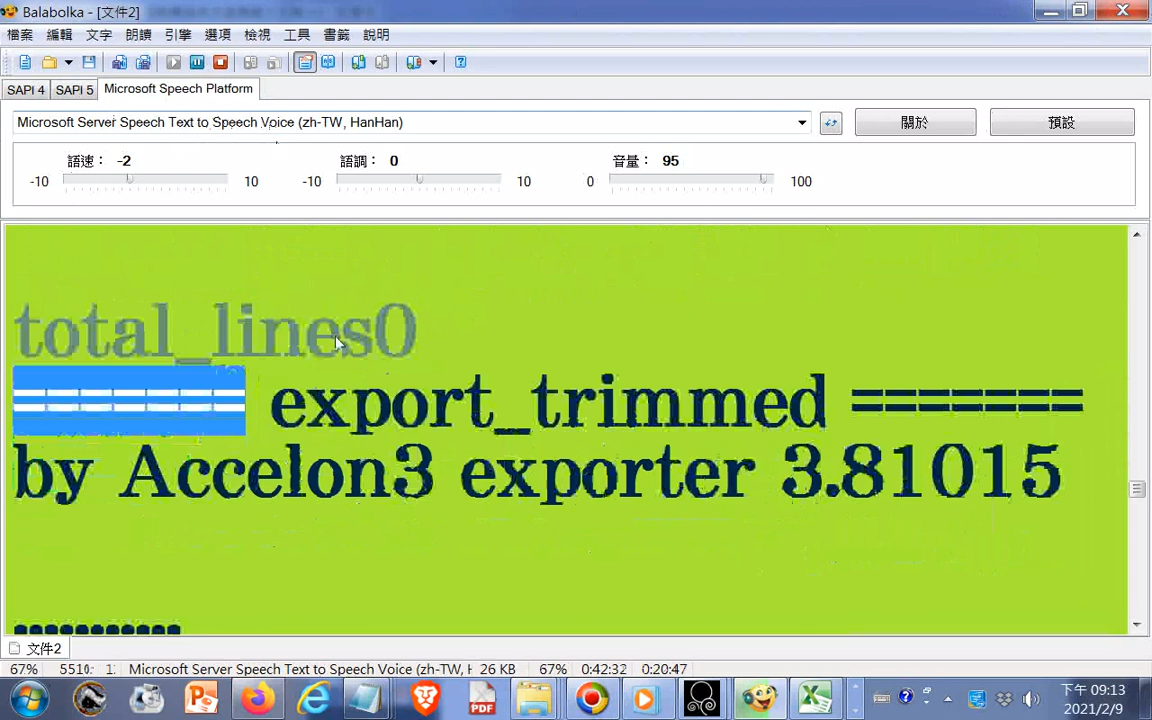 Balabolka - [文件2]
檔案 編輯 文字 朗讀 引擎 選項 檢視 工具 書籤 說明
SAPI 4 SAPI 5 Microsoft Speech Platform
Microsoft Server Speech Text to Speech Voice (zh-TW, HanHan) 關於 預設
語速： -2 語調： 0 音量： 95
-10 10 -10 10 0 100
total_lines0
======= export_trimmed =======
by Accelon3 exporter 3.81015
文件2
67% Microsoft Server Speech Text to Speech Voice (zh-TW, 26 KB 67% 0:42:32 0:20:47
下午 09:13
2021/2/9